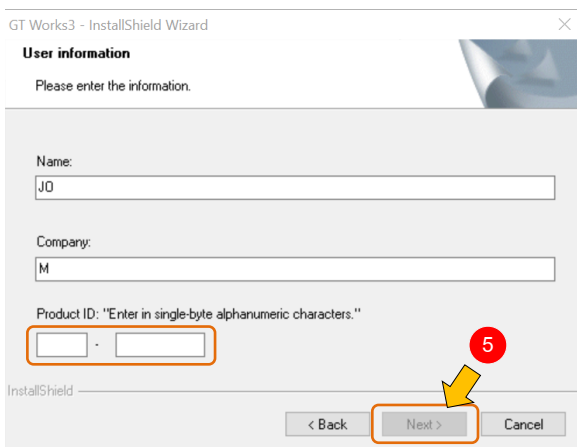 GT Works3 - InstallShield Wizard
User information
Please enter the information.
Name:
JO
Company:
M
Product ID: "Enter in single-byte alphanumeric characters."
-
5
InstallShield
< Back Next > Cancel